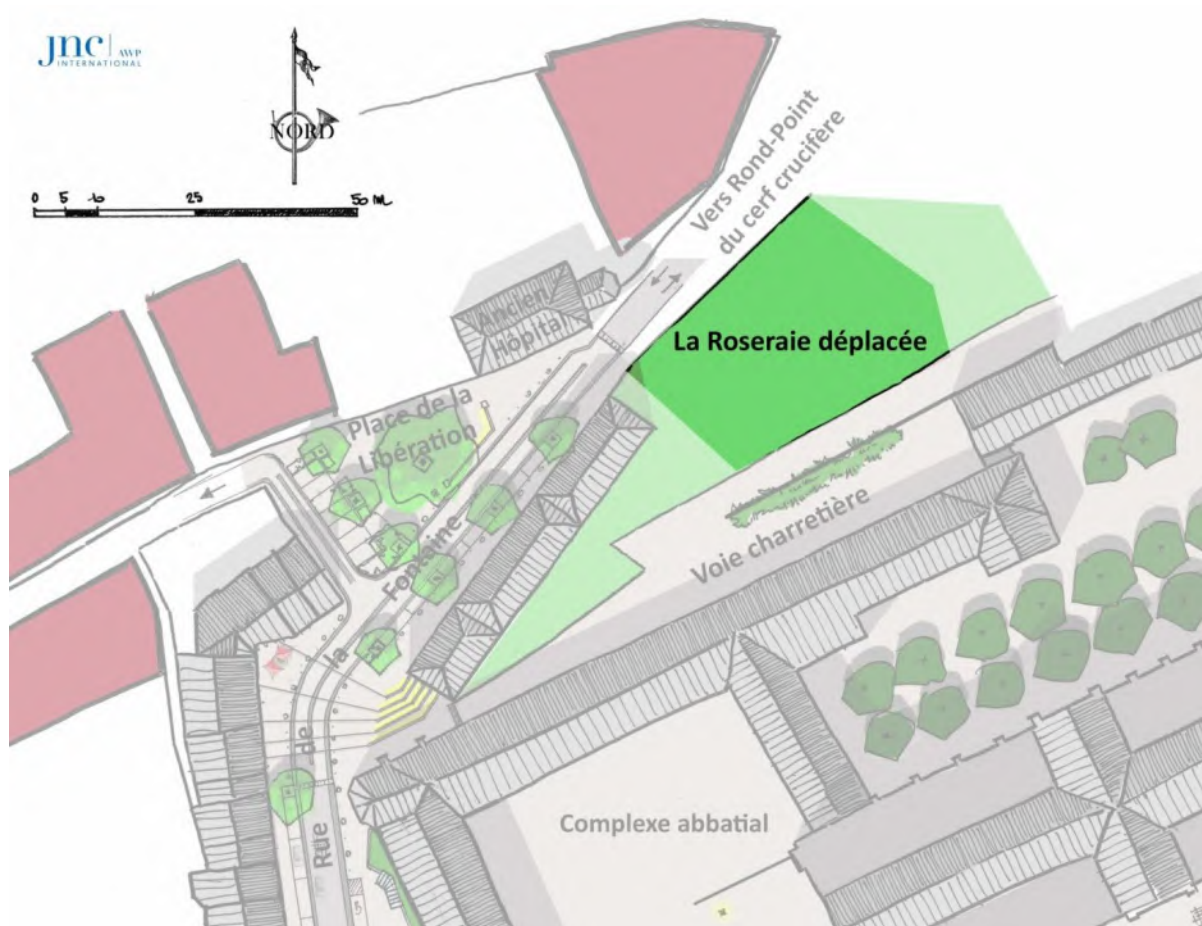 jnc AWP
INTERNATIONAL
NORD
0 5 10 25 50 m
Vers Rond-Point
du cerf crucifère
Ancien
Hôpital
La Roseraie déplacée
Place de la
Libération
Voie charretière
Rue de la Fontaine
Complexe abbatial